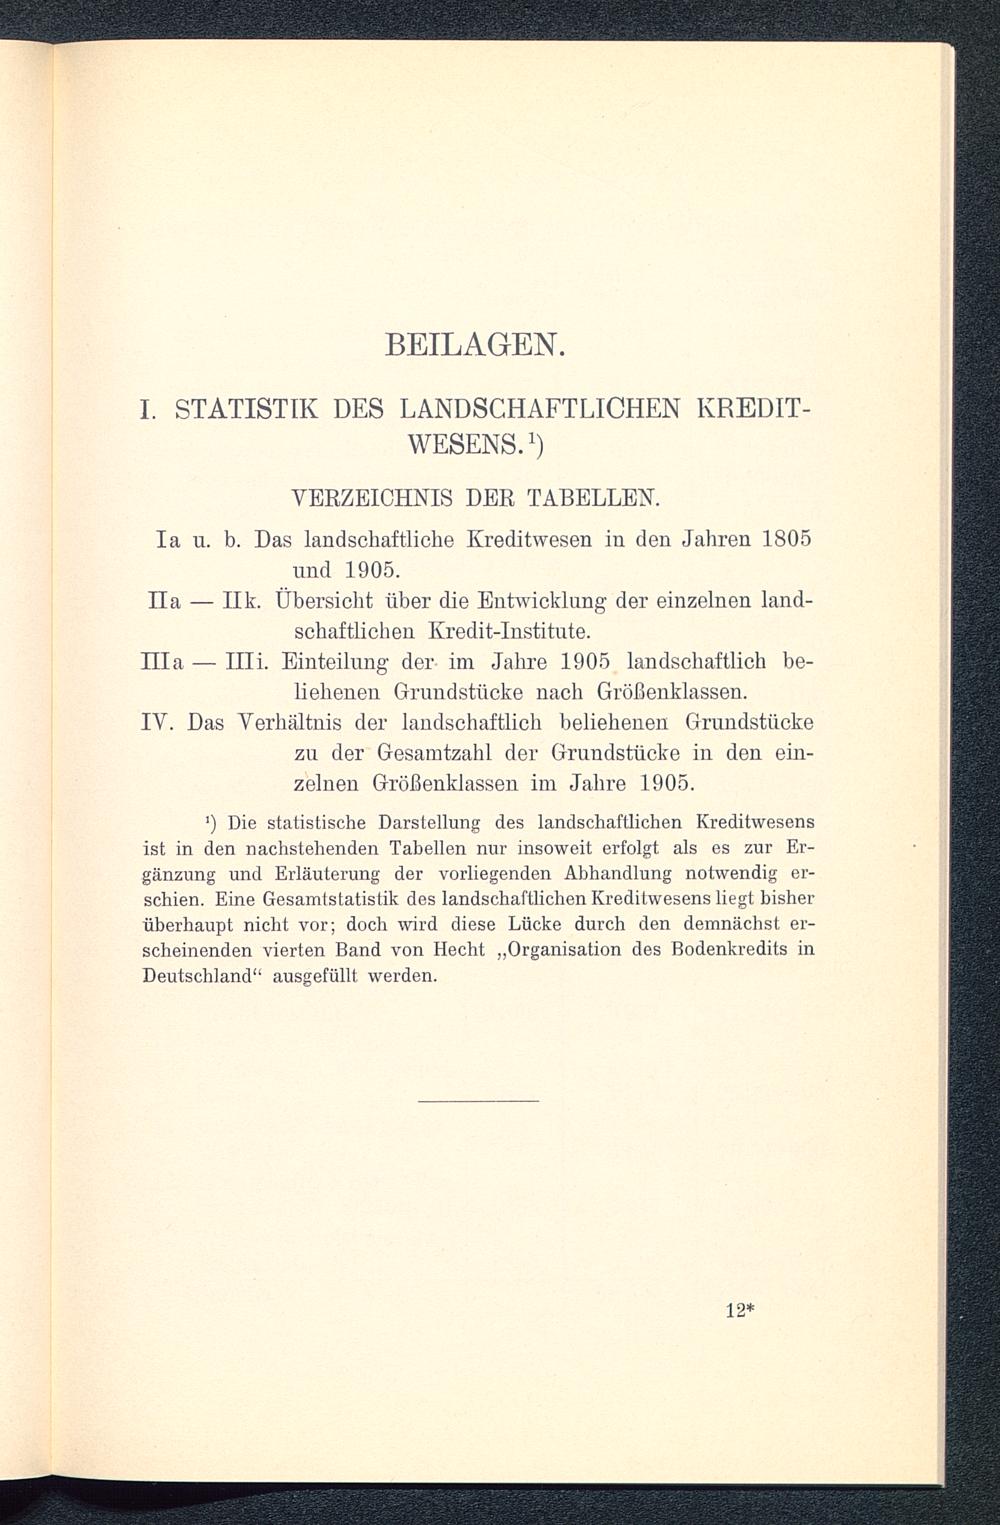 BEILAGEN.
I. STATISTIK DES LANDSCHAFTLICHEN KREDIT-
WESENS.¹)
VERZEICHNIS DER TABELLEN.
Ia u. b. Das landschaftliche Kreditwesen in den Jahren 1805
und 1905.
IIa — IIk. Übersicht über die Entwicklung der einzelnen land-
schaftlichen Kredit-Institute.
IIIa — IIIi. Einteilung der im Jahre 1905 landschaftlich be-
liehenen Grundstücke nach Größenklassen.
IV. Das Verhältnis der landschaftlich beliehenen Grundstücke
zu der Gesamtzahl der Grundstücke in den ein-
zelnen Größenklassen im Jahre 1905.
¹) Die statistische Darstellung des landschaftlichen Kreditwesens
ist in den nachstehenden Tabellen nur insoweit erfolgt als es zur Er-
gänzung und Erläuterung der vorliegenden Abhandlung notwendig er-
schien. Eine Gesamtstatistik des landschaftlichen Kreditwesens liegt bisher
überhaupt nicht vor; doch wird diese Lücke durch den demnächst er-
scheinenden vierten Band von Hecht „Organisation des Bodenkredits in
Deutschland“ ausgefüllt werden.
12*